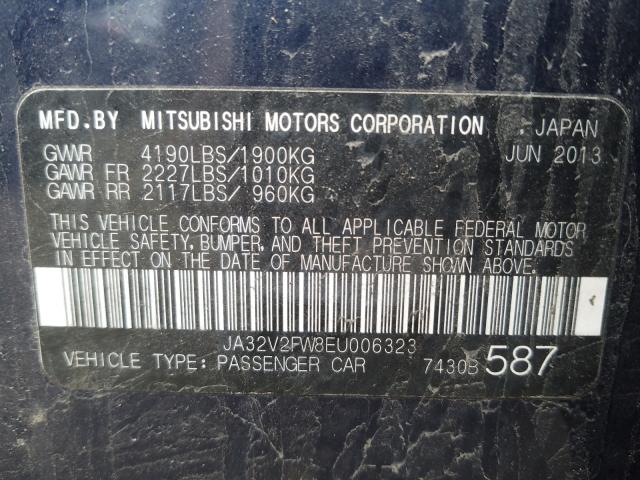 MFD.BY MITSUBISHI MOTORS CORPORATION JAPAN
GVWR 4190LBS/1900KG JUN 2013
GAWR FR 2227LBS/1010KG
GAWR RR 2117LBS/ 960KG
THIS VEHICLE CONFORMS TO ALL APPLICABLE FEDERAL MOTOR
VEHICLE SAFETY, BUMPER, AND THEFT PREVENTION STANDARDS
IN EFFECT ON THE DATE OF MANUFACTURE SHOWN ABOVE.
JA32V2FW8EU006323
VEHICLE TYPE: PASSENGER CAR 7430B 587